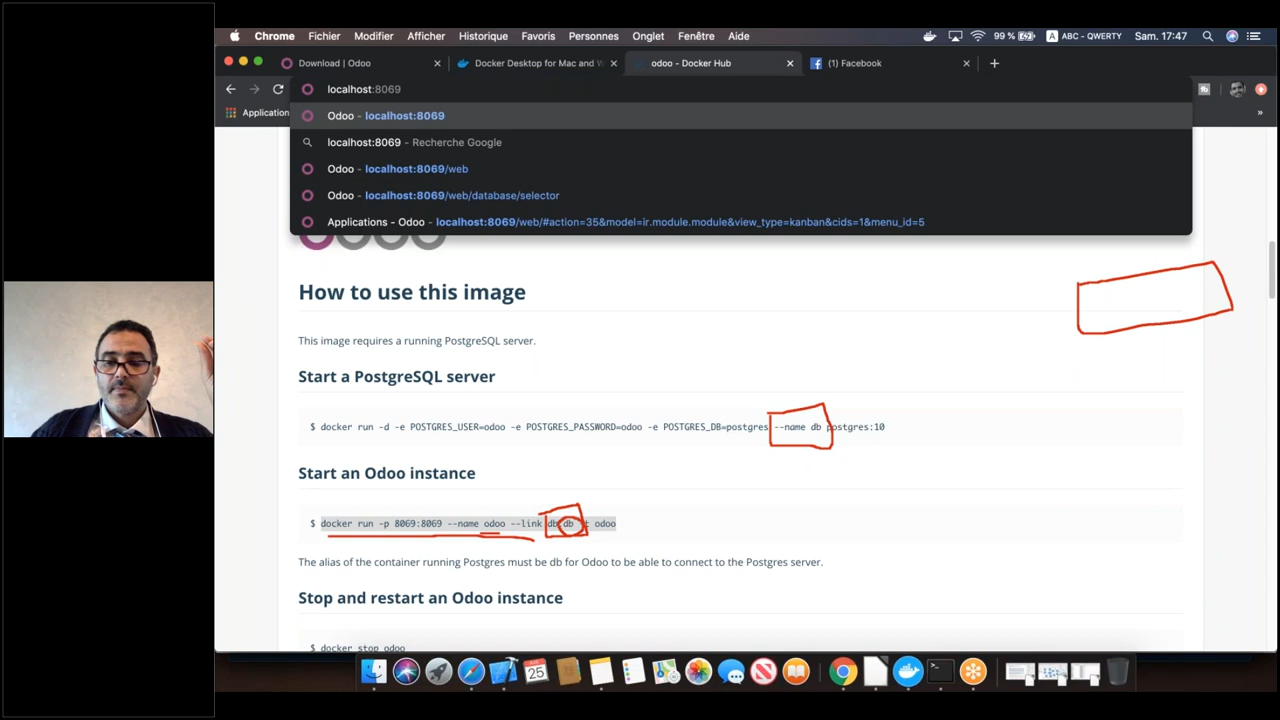 Chrome Fichier Modifier Afficher Historique Favoris Personnes Onglet Fenêtre Aide 99 % A ABC - QWERTY Sam. 17:47
Download | Odoo × Docker Desktop for Mac and W × odoo - Docker Hub × (1) Facebook × +
localhost:8069
Application
»
Odoo - localhost:8069
localhost:8069 - Recherche Google
Odoo - localhost:8069/web
Odoo - localhost:8069/web/database/selector
Applications - Odoo - localhost:8069/web/#action=35&model=ir.module.module&view_type=kanban&cids=1&menu_id=5
How to use this image
This image requires a running PostgreSQL server.
Start a PostgreSQL server
$ docker run -d -e POSTGRES_USER=odoo -e POSTGRES_PASSWORD=odoo -e POSTGRES_DB=postgres --name db postgres:10
Start an Odoo instance
$ docker run -p 8069:8069 --name odoo --link db:db -t odoo
The alias of the container running Postgres must be db for Odoo to be able to connect to the Postgres server.
Stop and restart an Odoo instance
$ docker stop odoo
25